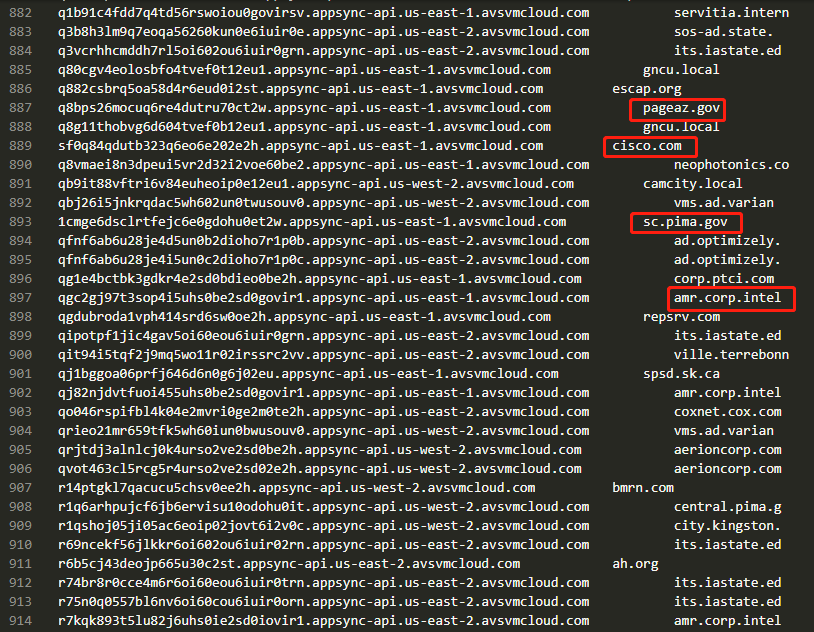 882 q1b91c4fdd7q4td56rswoiou0govirsv.appsync-api.us-east-1.avsvmcloud.com servitia.intern
883 q3b8h3lm9q7eoqa56260kun0e6iuir0e.appsync-api.us-east-2.avsvmcloud.com sos-ad.state.
884 q3vcrhhcmddh7rl5oi602ou6iuir0grn.appsync-api.us-east-2.avsvmcloud.com its.iastate.ed
885 q80cgv4eolosbfo4tvef0t12eu1.appsync-api.us-east-1.avsvmcloud.com gncu.local
886 q882csbrq5oa58d4r6eud0i2st.appsync-api.us-east-2.avsvmcloud.com escap.org
887 q8bps26mocuq6re4dutru70ct2w.appsync-api.us-east-1.avsvmcloud.com pageaz.gov
888 q8g11thobvg6d604tvef0b12eu1.appsync-api.us-east-1.avsvmcloud.com gncu.local
889 sf0q84qdutb323q6eo6e202e2h.appsync-api.us-east-1.avsvmcloud.com cisco.com
890 q8vmaei8n3dpeui5vr2d32i2voe60be2.appsync-api.us-east-1.avsvmcloud.com neophotonics.co
891 qb9it88vftri6v84euheoip0e12eu1.appsync-api.us-west-2.avsvmcloud.com camcity.local
892 qbj26i5jnkrqdac5wh602un0twusouv0.appsync-api.us-west-2.avsvmcloud.com vms.ad.varian
893 1cmge6dsclrtfejc6e0gdohu0et2w.appsync-api.us-east-1.avsvmcloud.com sc.pima.gov
894 qfnf6ab6u28je4d5un0b2dioho7r1p0b.appsync-api.us-east-2.avsvmcloud.com ad.optimizely.
895 qfnf6ab6u28je4i5un0c2dioho7r1p0c.appsync-api.us-east-2.avsvmcloud.com ad.optimizely.
896 qg1e4bctbk3gdkr4e2sd0bdieo0be2h.appsync-api.us-east-1.avsvmcloud.com corp.ptci.com
897 qgc2gj97t3sop4i5uhs0be2sd0govir1.appsync-api.us-east-1.avsvmcloud.com amr.corp.intel
898 qgdubroda1vph414srd6sw0oe2h.appsync-api.us-east-1.avsvmcloud.com repsrv.com
899 qipotpf1jic4gav5oi60eou6iuir0grn.appsync-api.us-east-2.avsvmcloud.com its.iastate.ed
900 qit94i5tqf2j9mq5wo11r02irssrc2vv.appsync-api.us-east-2.avsvmcloud.com ville.terrebonn
901 qj1bggoa06prfj646d6n0g6j02eu.appsync-api.us-east-1.avsvmcloud.com spsd.sk.ca
902 qj82njdvtfuoi455uhs0be2sd0govir1.appsync-api.us-east-1.avsvmcloud.com amr.corp.intel
903 qo046rspifbl4k04e2mvri0ge2m0te2h.appsync-api.us-east-2.avsvmcloud.com coxnet.cox.com
904 qrieo21mr659tfk5wh60iun0bwusouv0.appsync-api.us-west-2.avsvmcloud.com vms.ad.varian
905 qrjtdj3alnlcj0k4urso2ve2sd0be2h.appsync-api.us-west-2.avsvmcloud.com aerioncorp.com
906 qvot463cl5rcg5r4urso2ve2sd02e2h.appsync-api.us-west-2.avsvmcloud.com aerioncorp.com
907 r14ptgkl7qacucu5chsv0ee2h.appsync-api.us-west-2.avsvmcloud.com bmrn.com
908 r1q6arhpujcf6jb6ervisu10odohu0it.appsync-api.us-west-2.avsvmcloud.com central.pima.g
909 r1qshoj05ji05ac6eoip02jovt6i2v0c.appsync-api.us-west-2.avsvmcloud.com city.kingston.
910 r69ncekf56jlkkr6oi602ou6iuir02rn.appsync-api.us-east-2.avsvmcloud.com its.iastate.ed
911 r6b5cj43deojp665u30c2st.appsync-api.us-east-2.avsvmcloud.com ah.org
912 r74br8r0cce4m6r6oi60eou6iuir0trn.appsync-api.us-east-2.avsvmcloud.com its.iastate.ed
913 r75n0q0557bl6nv6oi60cou6iuir0orn.appsync-api.us-east-2.avsvmcloud.com its.iastate.ed
914 r7kqk893t5lu82j6uhs0ie2sd0iovir1.appsync-api.us-east-2.avsvmcloud.com amr.corp.intel